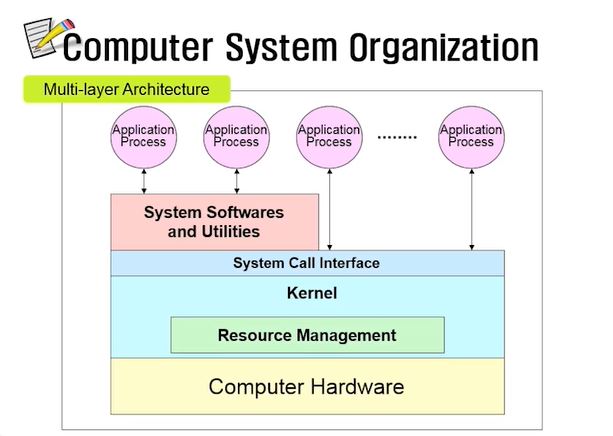 Computer System Organization
Multi-layer Architecture
Application
Process
Application
Process
Application
Process
........
Application
Process
System Softwares
and Utilities
System Call Interface
Kernel
Resource Management
Computer Hardware